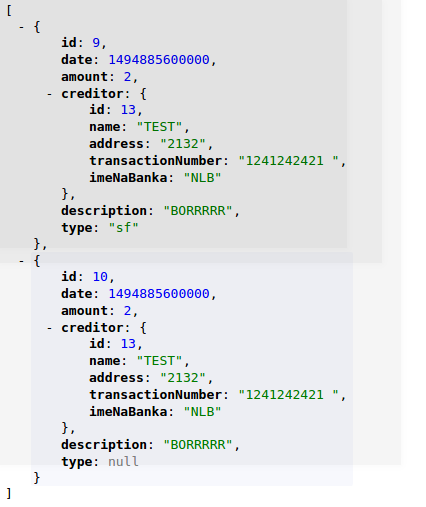 [
- {
id: 9,
date: 1494885600000,
amount: 2,
- creditor: {
id: 13,
name: "TEST",
address: "2132",
transactionNumber: "1241242421 ",
imeNaBanka: "NLB"
},
description: "BORRRRR",
type: "sf"
},
- {
id: 10,
date: 1494885600000,
amount: 2,
- creditor: {
id: 13,
name: "TEST",
address: "2132",
transactionNumber: "1241242421 ",
imeNaBanka: "NLB"
},
description: "BORRRRR",
type: null
}
]